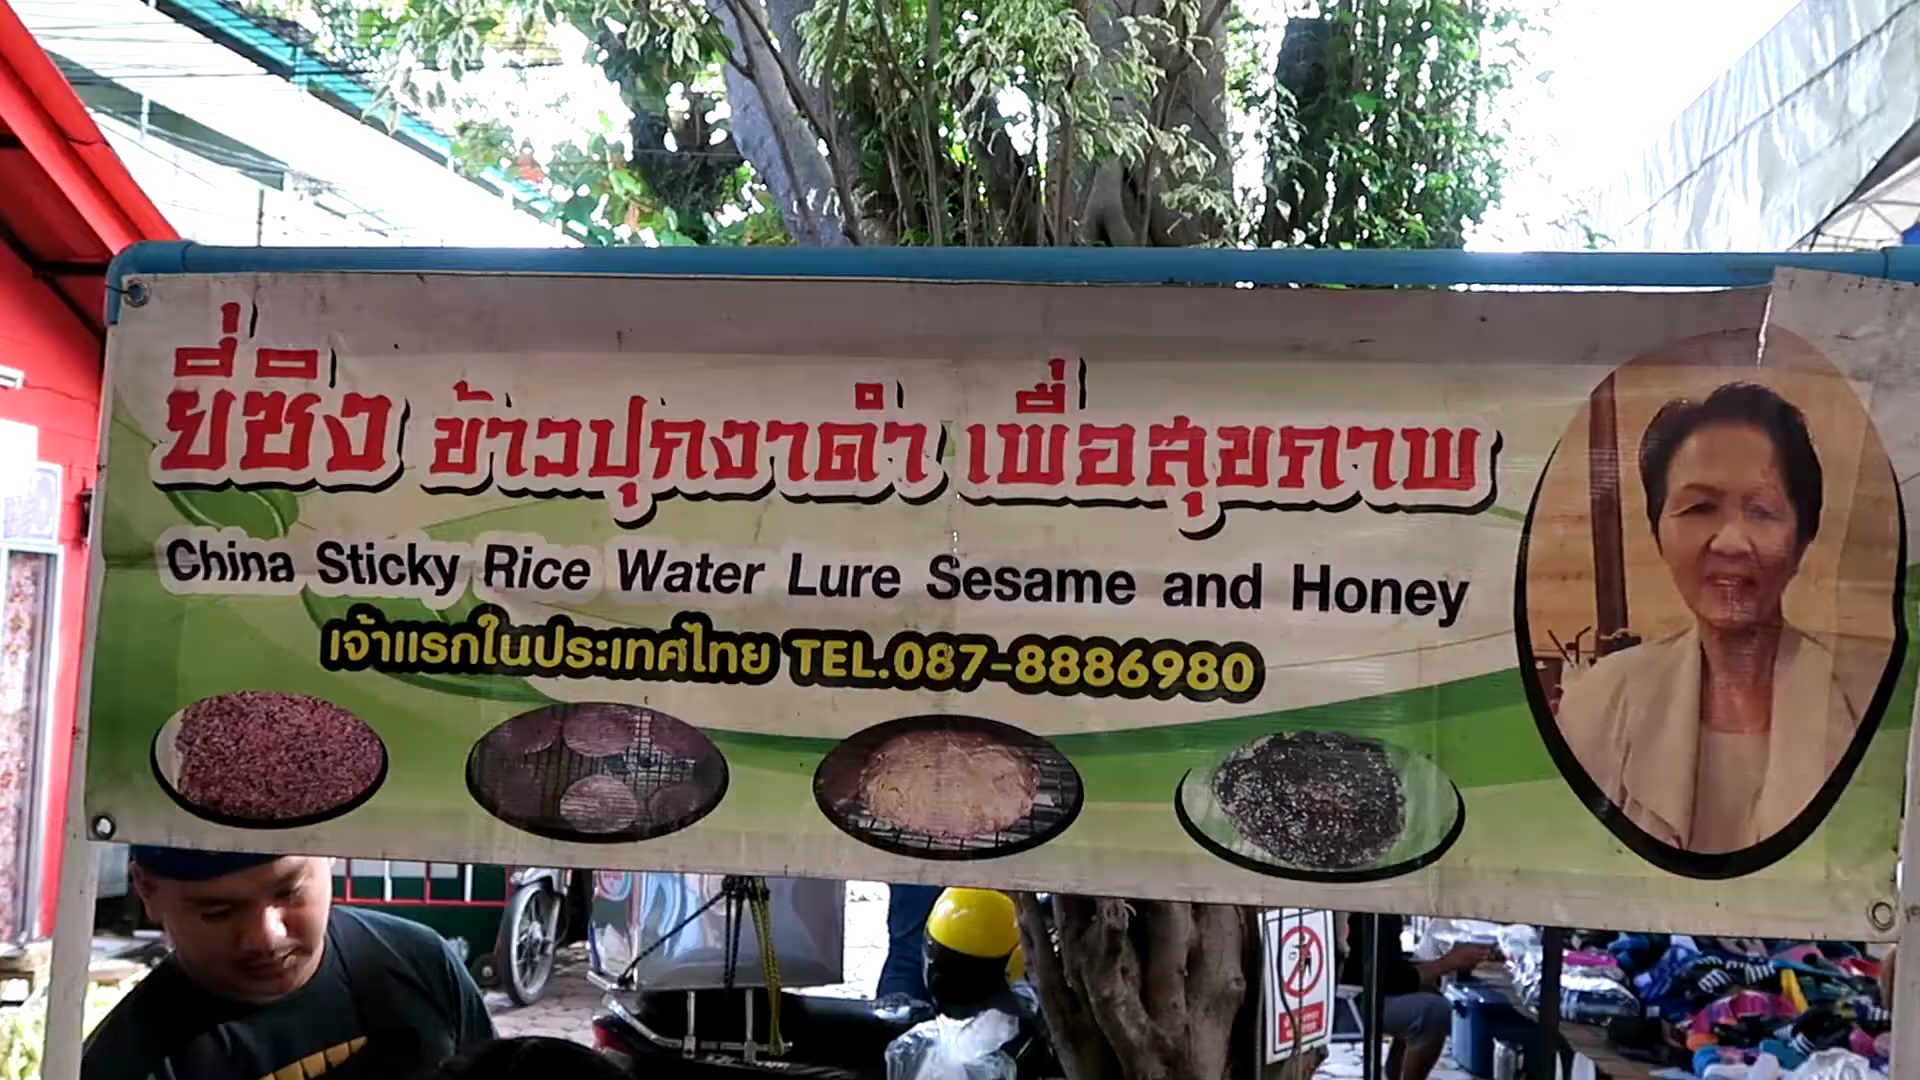 ยี่ซิง ข้าวปุกงาดำ เพื่อสุขภาพ
China Sticky Rice Water Lure Sesame and Honey
เจ้าแรกในประเทศไทย TEL.087-8886980